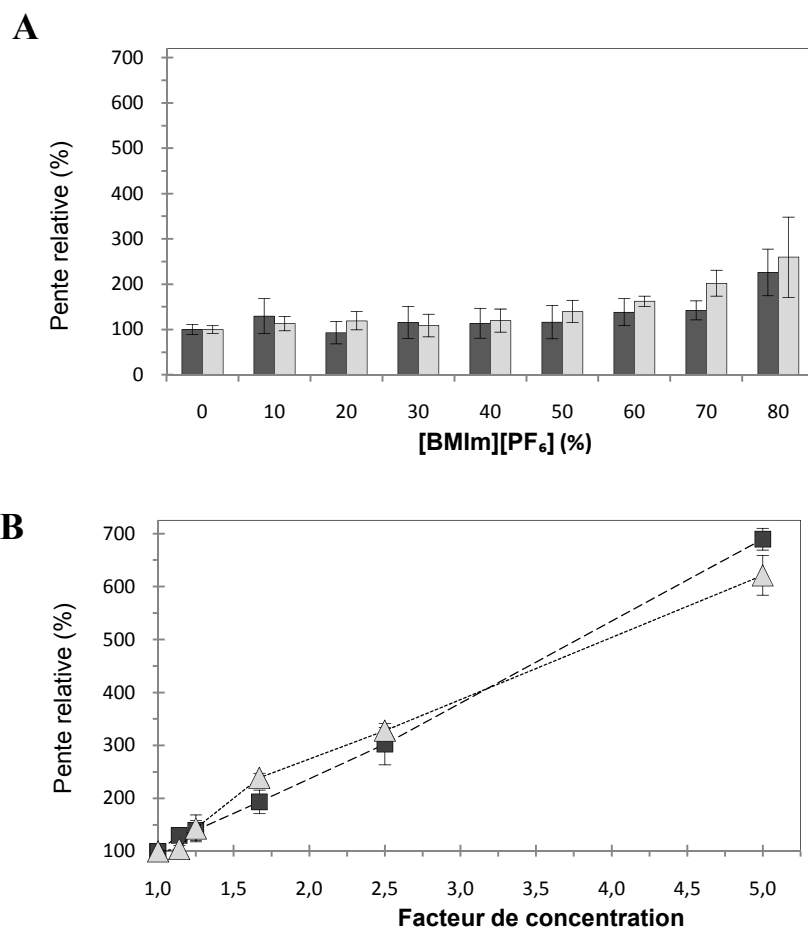 A
700
600
500
400
300
200
100
0
Pente relative (%)
0 10 20 30 40 50 60 70 80
[BMIm][PF₆] (%)
B
700
600
500
400
300
200
100
Pente relative (%)
1,0 1,5 2,0 2,5 3,0 3,5 4,0 4,5 5,0
Facteur de concentration